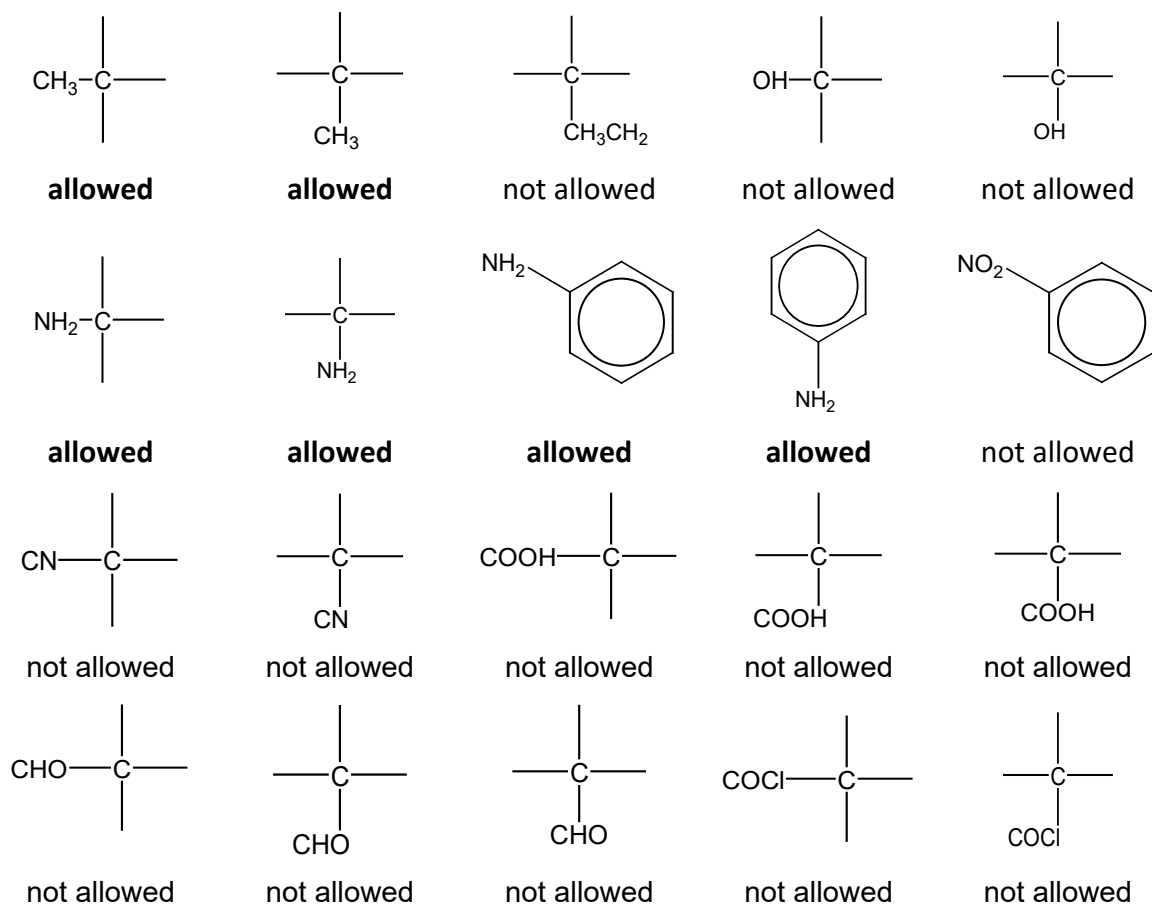 CH₃ C C C OH C C
CH₃ CH₃CH₂ OH
allowed allowed not allowed not allowed not allowed
NH₂ NO₂
NH₂ C C
NH₂ NH₂
allowed allowed allowed allowed not allowed
CN C C COOH C C C
CN COOH COOH
not allowed not allowed not allowed not allowed not allowed
CHO C C C COCl C C
CHO CHO COCl
not allowed not allowed not allowed not allowed not allowed